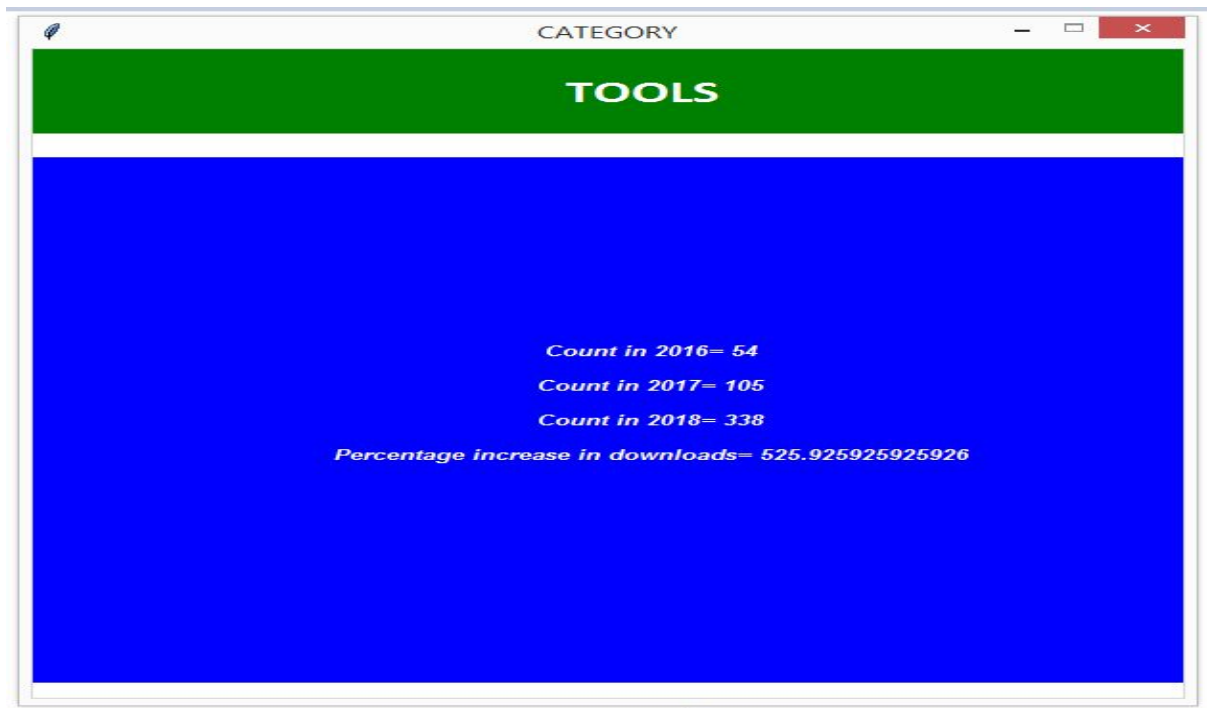 CATEGORY
TOOLS
Count in 2016= 54
Count in 2017= 105
Count in 2018= 338
Percentage increase in downloads= 525.925925925926